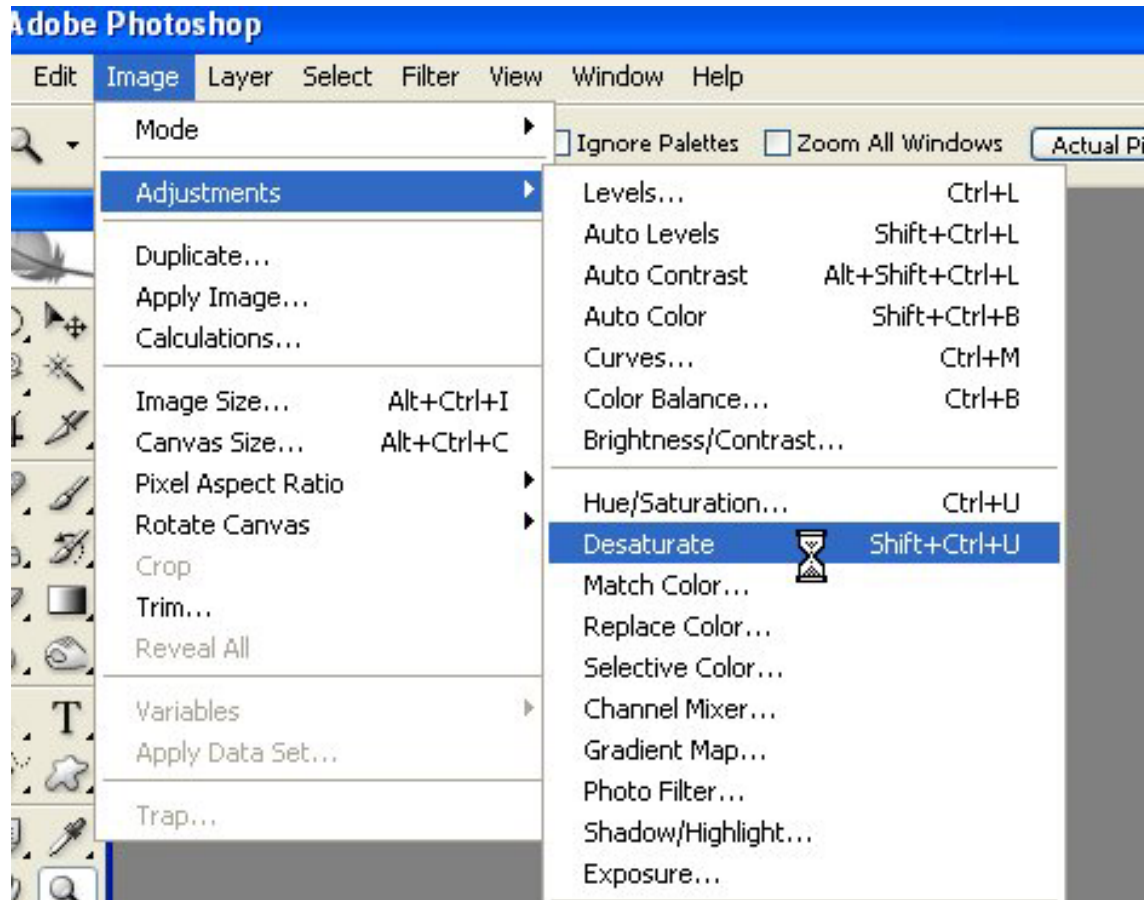 Adobe Photoshop
Edit Image Layer Select Filter View Window Help
Ignore Palettes Zoom All Windows Actual Pi
Mode
Adjustments
Duplicate...
Apply Image...
Calculations...
Image Size... Alt+Ctrl+I
Canvas Size... Alt+Ctrl+C
Pixel Aspect Ratio
Rotate Canvas
Crop
Trim...
Reveal All
Variables
Apply Data Set...
Trap...
Levels... Ctrl+L
Auto Levels Shift+Ctrl+L
Auto Contrast Alt+Shift+Ctrl+L
Auto Color Shift+Ctrl+B
Curves... Ctrl+M
Color Balance... Ctrl+B
Brightness/Contrast...
Hue/Saturation... Ctrl+U
Desaturate Shift+Ctrl+U
Match Color...
Replace Color...
Selective Color...
Channel Mixer...
Gradient Map...
Photo Filter...
Shadow/Highlight...
Exposure...